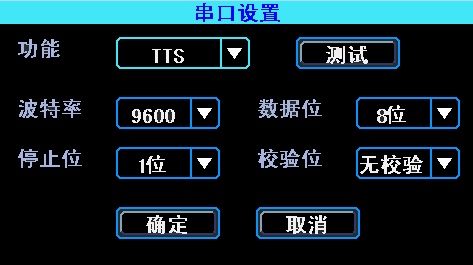 串口设置
功能 TTS 测试
波特率 9600 数据位 8位
停止位 1位 校验位 无校验
确定 取消